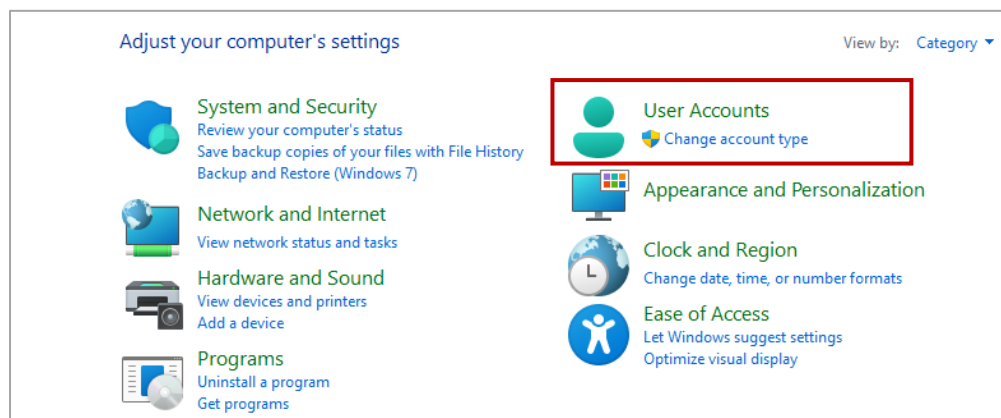 Adjust your computer's settings
View by: Category
System and Security
Review your computer's status
Save backup copies of your files with File History
Backup and Restore (Windows 7)
Network and Internet
View network status and tasks
Hardware and Sound
View devices and printers
Add a device
Programs
Uninstall a program
Get programs
User Accounts
Change account type
Appearance and Personalization
Clock and Region
Change date, time, or number formats
Ease of Access
Let Windows suggest settings
Optimize visual display